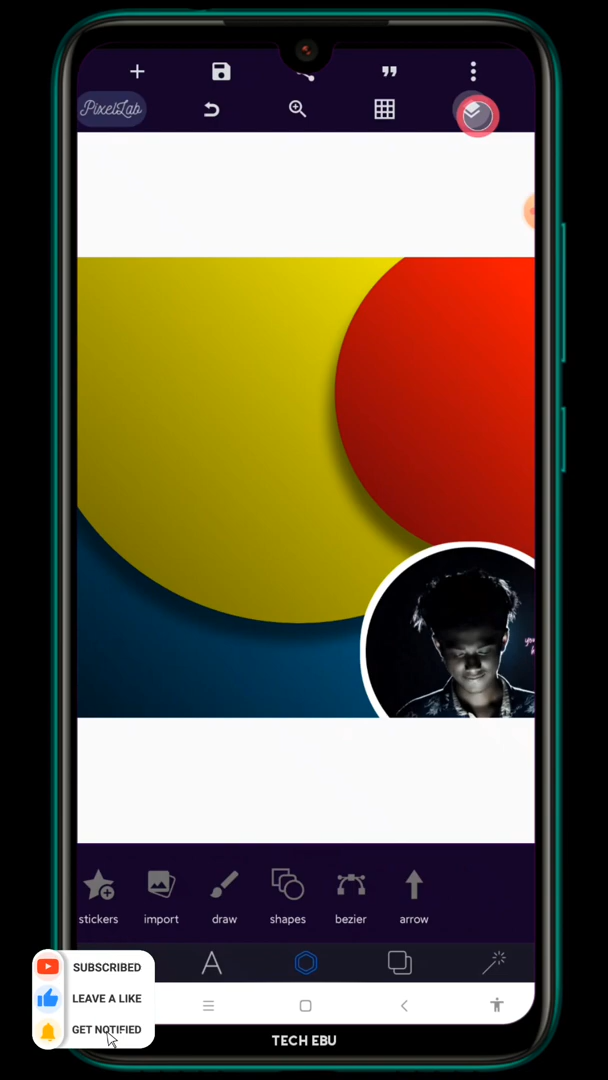 PixelLab
stickers
import
draw
shapes
bezier
arrow
SUBSCRIBED
LEAVE A LIKE
GET NOTIFIED
TECH EBU